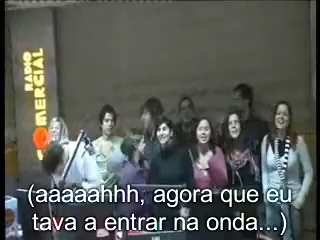 RADIO
COMERCIAL
(aaaaahhh, agora que eu
tava a entrar na onda...)